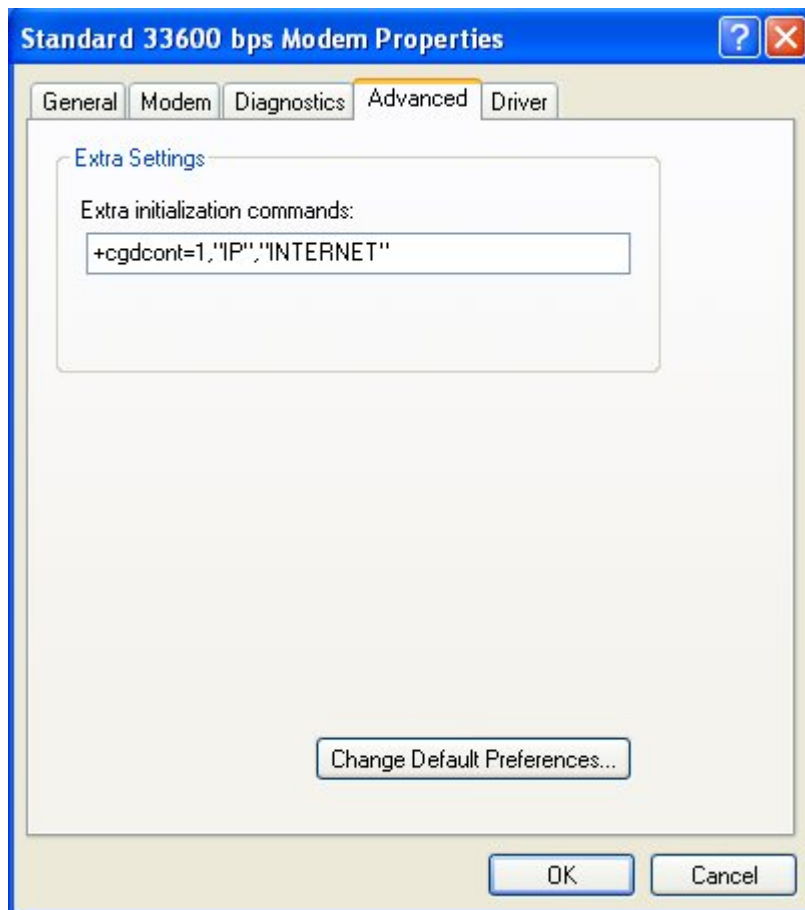 Standard 33600 bps Modem Properties
General Modem Diagnostics Advanced Driver
Extra Settings
Extra initialization commands:
+cgdcont=1,"IP","INTERNET"
Change Default Preferences...
OK Cancel